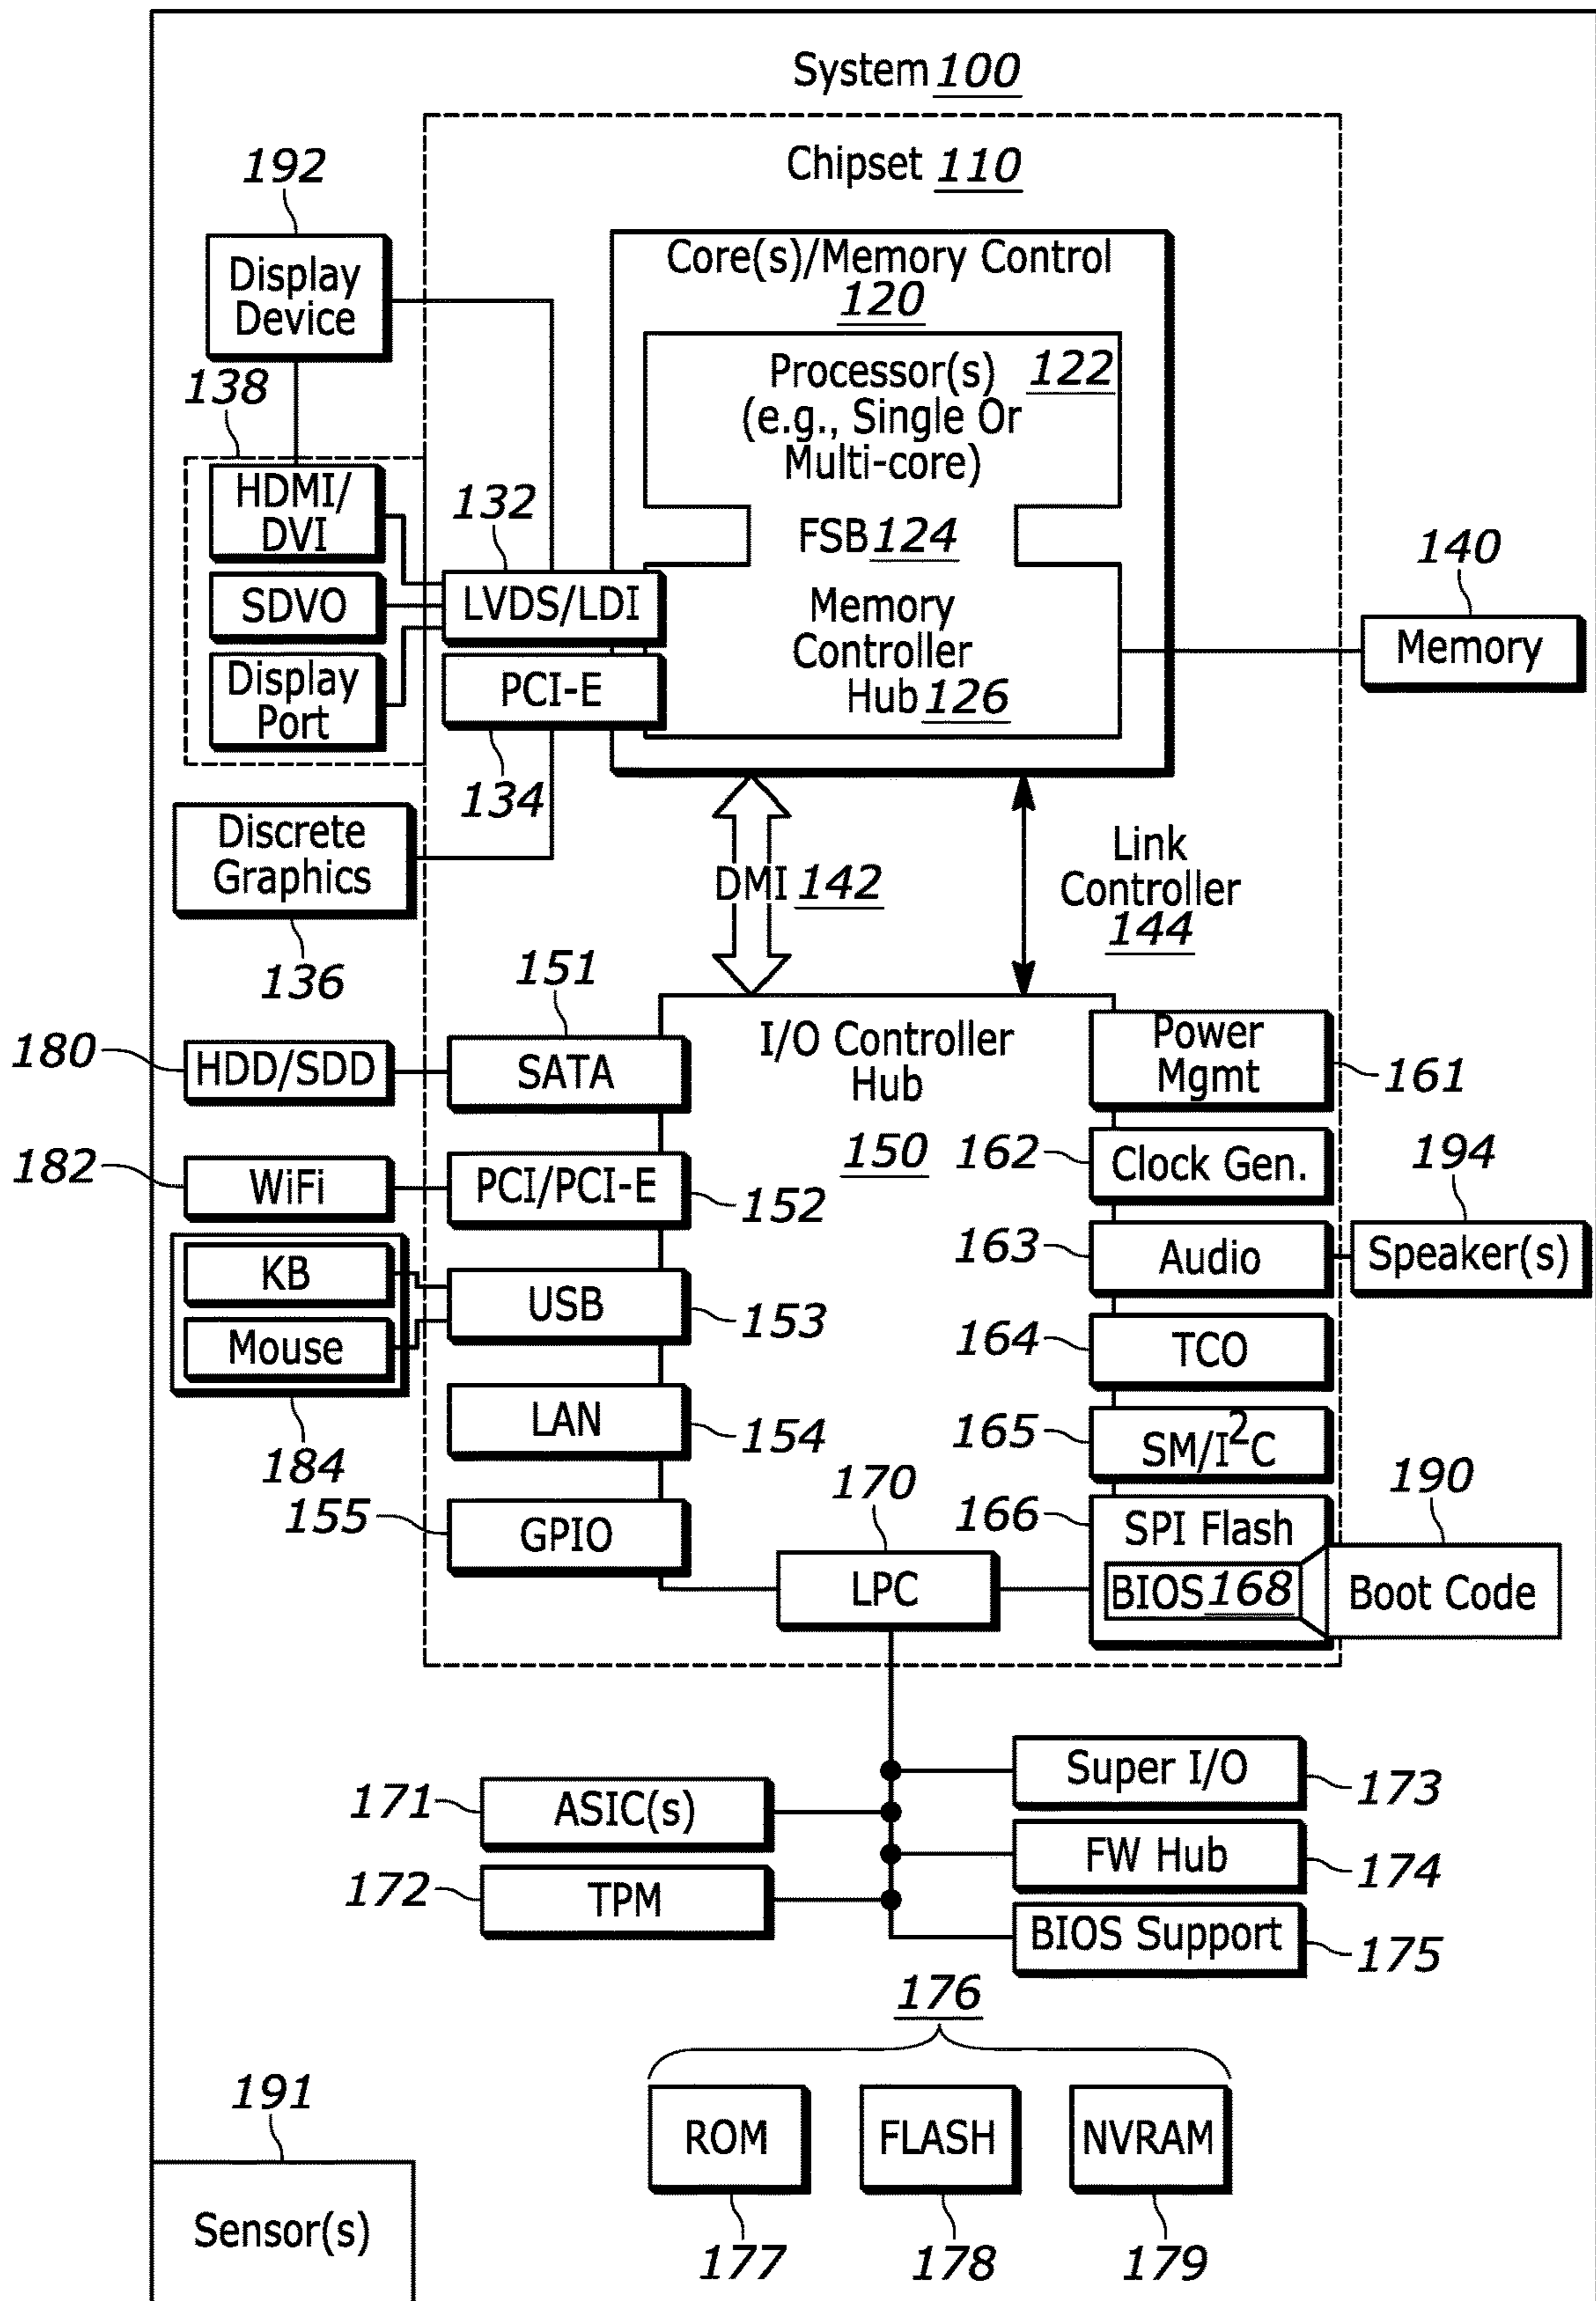 System 100
Chipset 110
192
Display
Device
Core(s)/Memory Control
120
Processor(s) 122
(e.g., Single Or
Multi-core)
138
HDMI/
DVI
SDVO
Display
Port
132
LVDS/LDI
PCI-E
134
FSB 124
Memory
Controller
Hub 126
140
Memory
Discrete
Graphics
136
DMI 142
Link
Controller
144
151
180
HDD/SDD
SATA
I/O Controller
Hub
150
Power
Mgmt
161
182
WiFi
PCI/PCI-E
152
162
Clock Gen.
194
KB
Mouse
184
USB
153
163
Audio
Speaker(s)
164
TCO
LAN
154
165
SM/I²C
155
GPIO
170
LPC
166
SPI Flash
BIOS 168
190
Boot Code
171
ASIC(s)
Super I/O
173
172
TPM
FW Hub
174
BIOS Support
175
176
191
Sensor(s)
ROM
FLASH
NVRAM
177
178
179